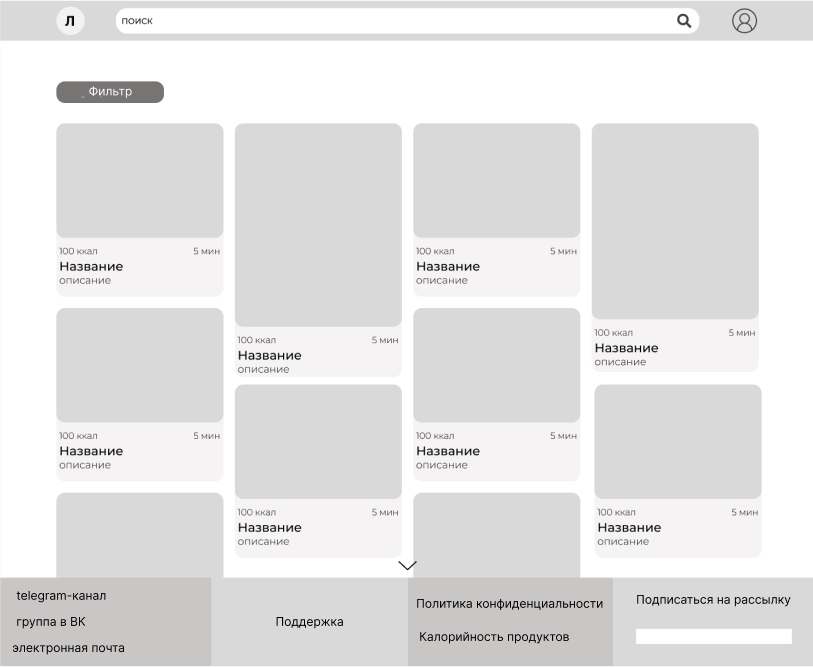 Л
поиск
Фильтр
100 ккал 5 мин
Название
описание
100 ккал 5 мин
Название
описание
100 ккал 5 мин
Название
описание
100 ккал 5 мин
Название
описание
100 ккал 5 мин
Название
описание
100 ккал 5 мин
Название
описание
100 ккал 5 мин
Название
описание
100 ккал 5 мин
Название
описание
telegram-канал
группа в ВК
электронная почта
Поддержка
Политика конфиденциальности
Калорийность продуктов
Подписаться на рассылку